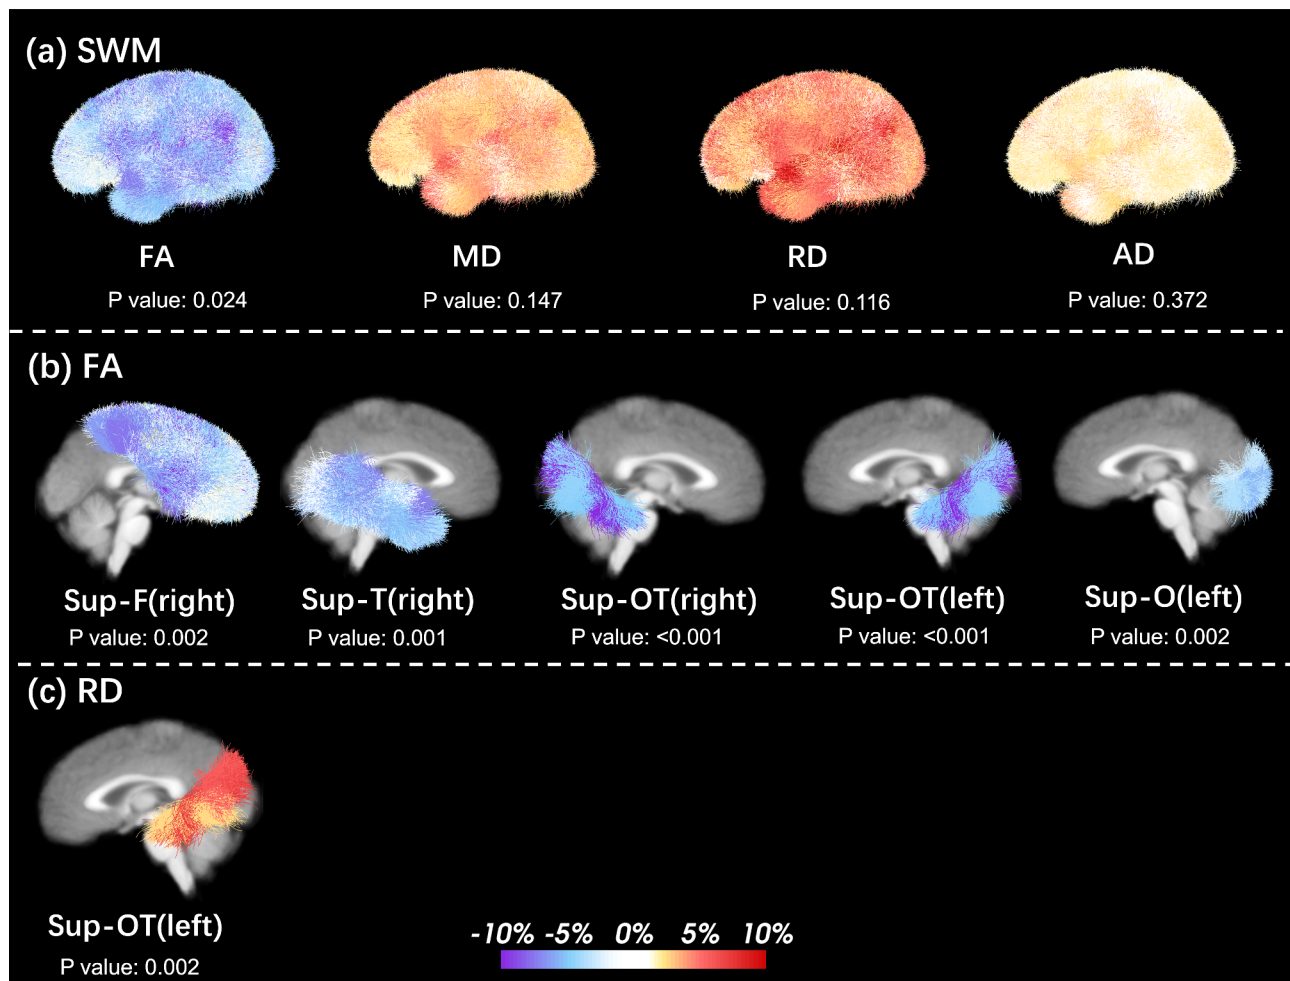 (a) SWM
FA MD RD AD
P value: 0.024 P value: 0.147 P value: 0.116 P value: 0.372
(b) FA
Sup-F(right) Sup-T(right) Sup-OT(right) Sup-OT(left) Sup-O(left)
P value: 0.002 P value: 0.001 P value: <0.001 P value: <0.001 P value: 0.002
(c) RD
Sup-OT(left)
P value: 0.002
-10% -5% 0% 5% 10%